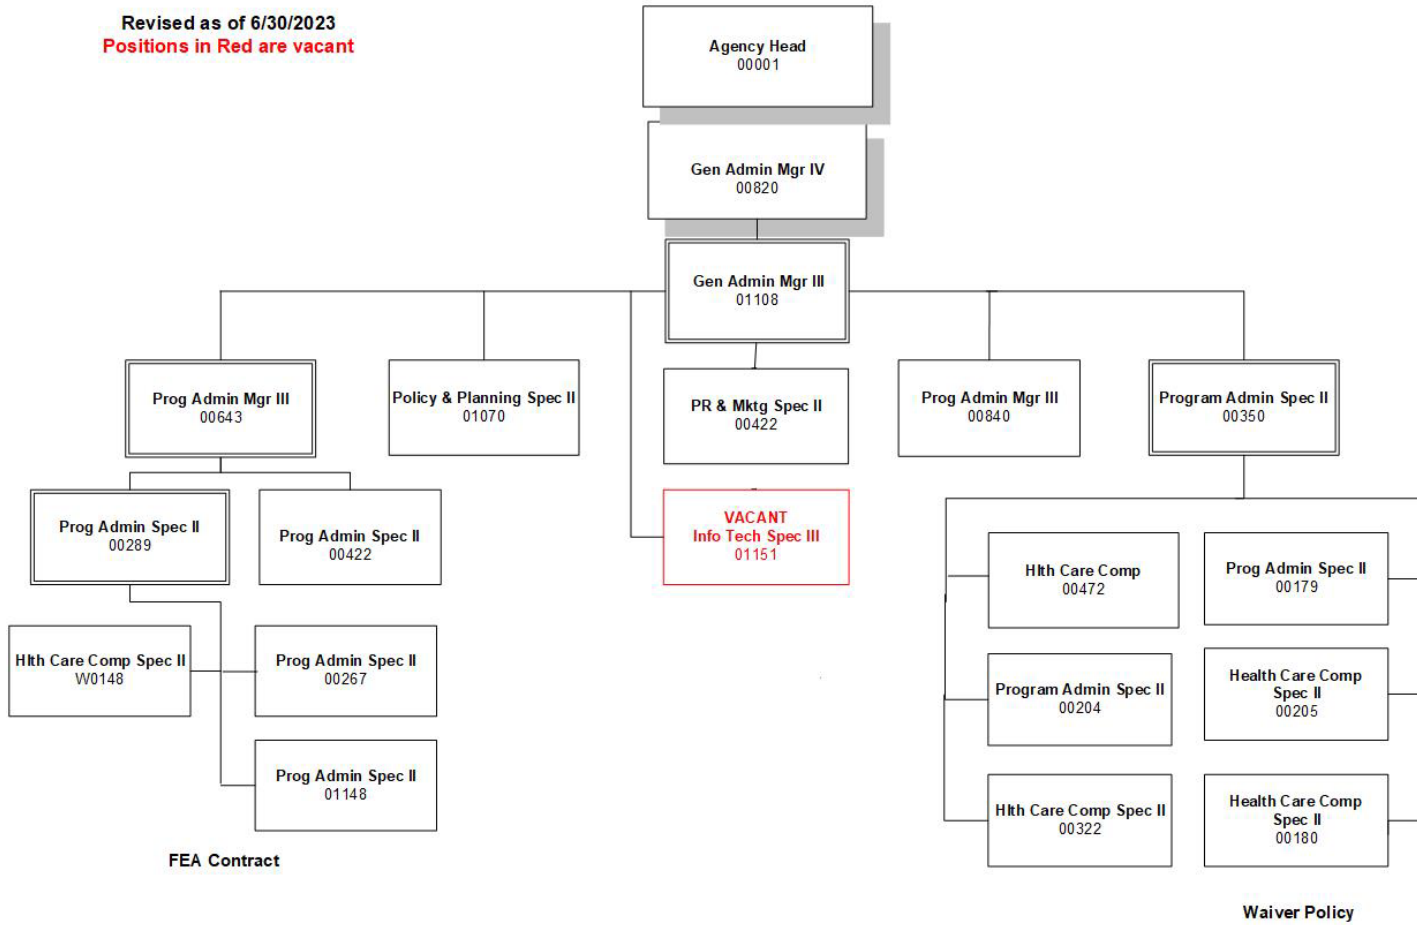 Revised as of 6/30/2023
Positions in Red are vacant
Agency Head
00001
Gen Admin Mgr IV
00820
Gen Admin Mgr III
01108
Prog Admin Mgr III
00643
Policy & Planning Spec II
01070
PR & Mktg Spec II
00422
Prog Admin Mgr III
00840
Program Admin Spec II
00350
Prog Admin Spec II
00289
Prog Admin Spec II
00422
VACANT
Info Tech Spec III
01151
Hlth Care Comp
00472
Prog Admin Spec II
00179
Hlth Care Comp Spec II
W0148
Prog Admin Spec II
00267
Program Admin Spec II
00204
Health Care Comp
Spec II
00205
Prog Admin Spec II
01148
Hlth Care Comp Spec II
00322
Health Care Comp
Spec II
00180
FEA Contract
Waiver Policy